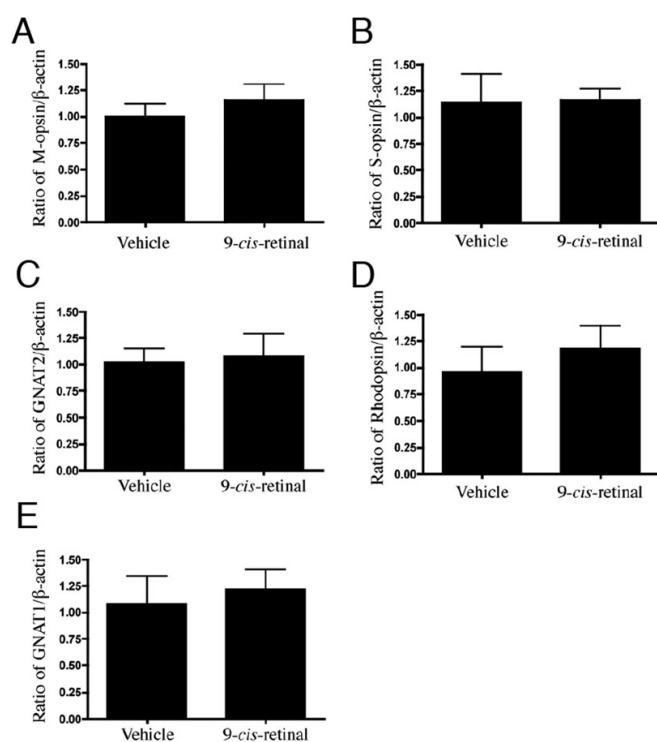 A
Ratio of M-opsin/β-actin
1.50
1.25
1.00
0.75
0.50
0.25
0.00
Vehicle
9-cis-retinal
B
Ratio of S-opsin/β-actin
1.50
1.25
1.00
0.75
0.50
0.25
0.00
Vehicle
9-cis-retinal
C
Ratio of GNAT2/β-actin
1.50
1.25
1.00
0.75
0.50
0.25
0.00
Vehicle
9-cis-retinal
D
Ratio of Rhodopsin/β-actin
1.50
1.25
1.00
0.75
0.50
0.25
0.00
Vehicle
9-cis-retinal
E
Ratio of GNAT1/β-actin
1.50
1.25
1.00
0.75
0.50
0.25
0.00
Vehicle
9-cis-retinal